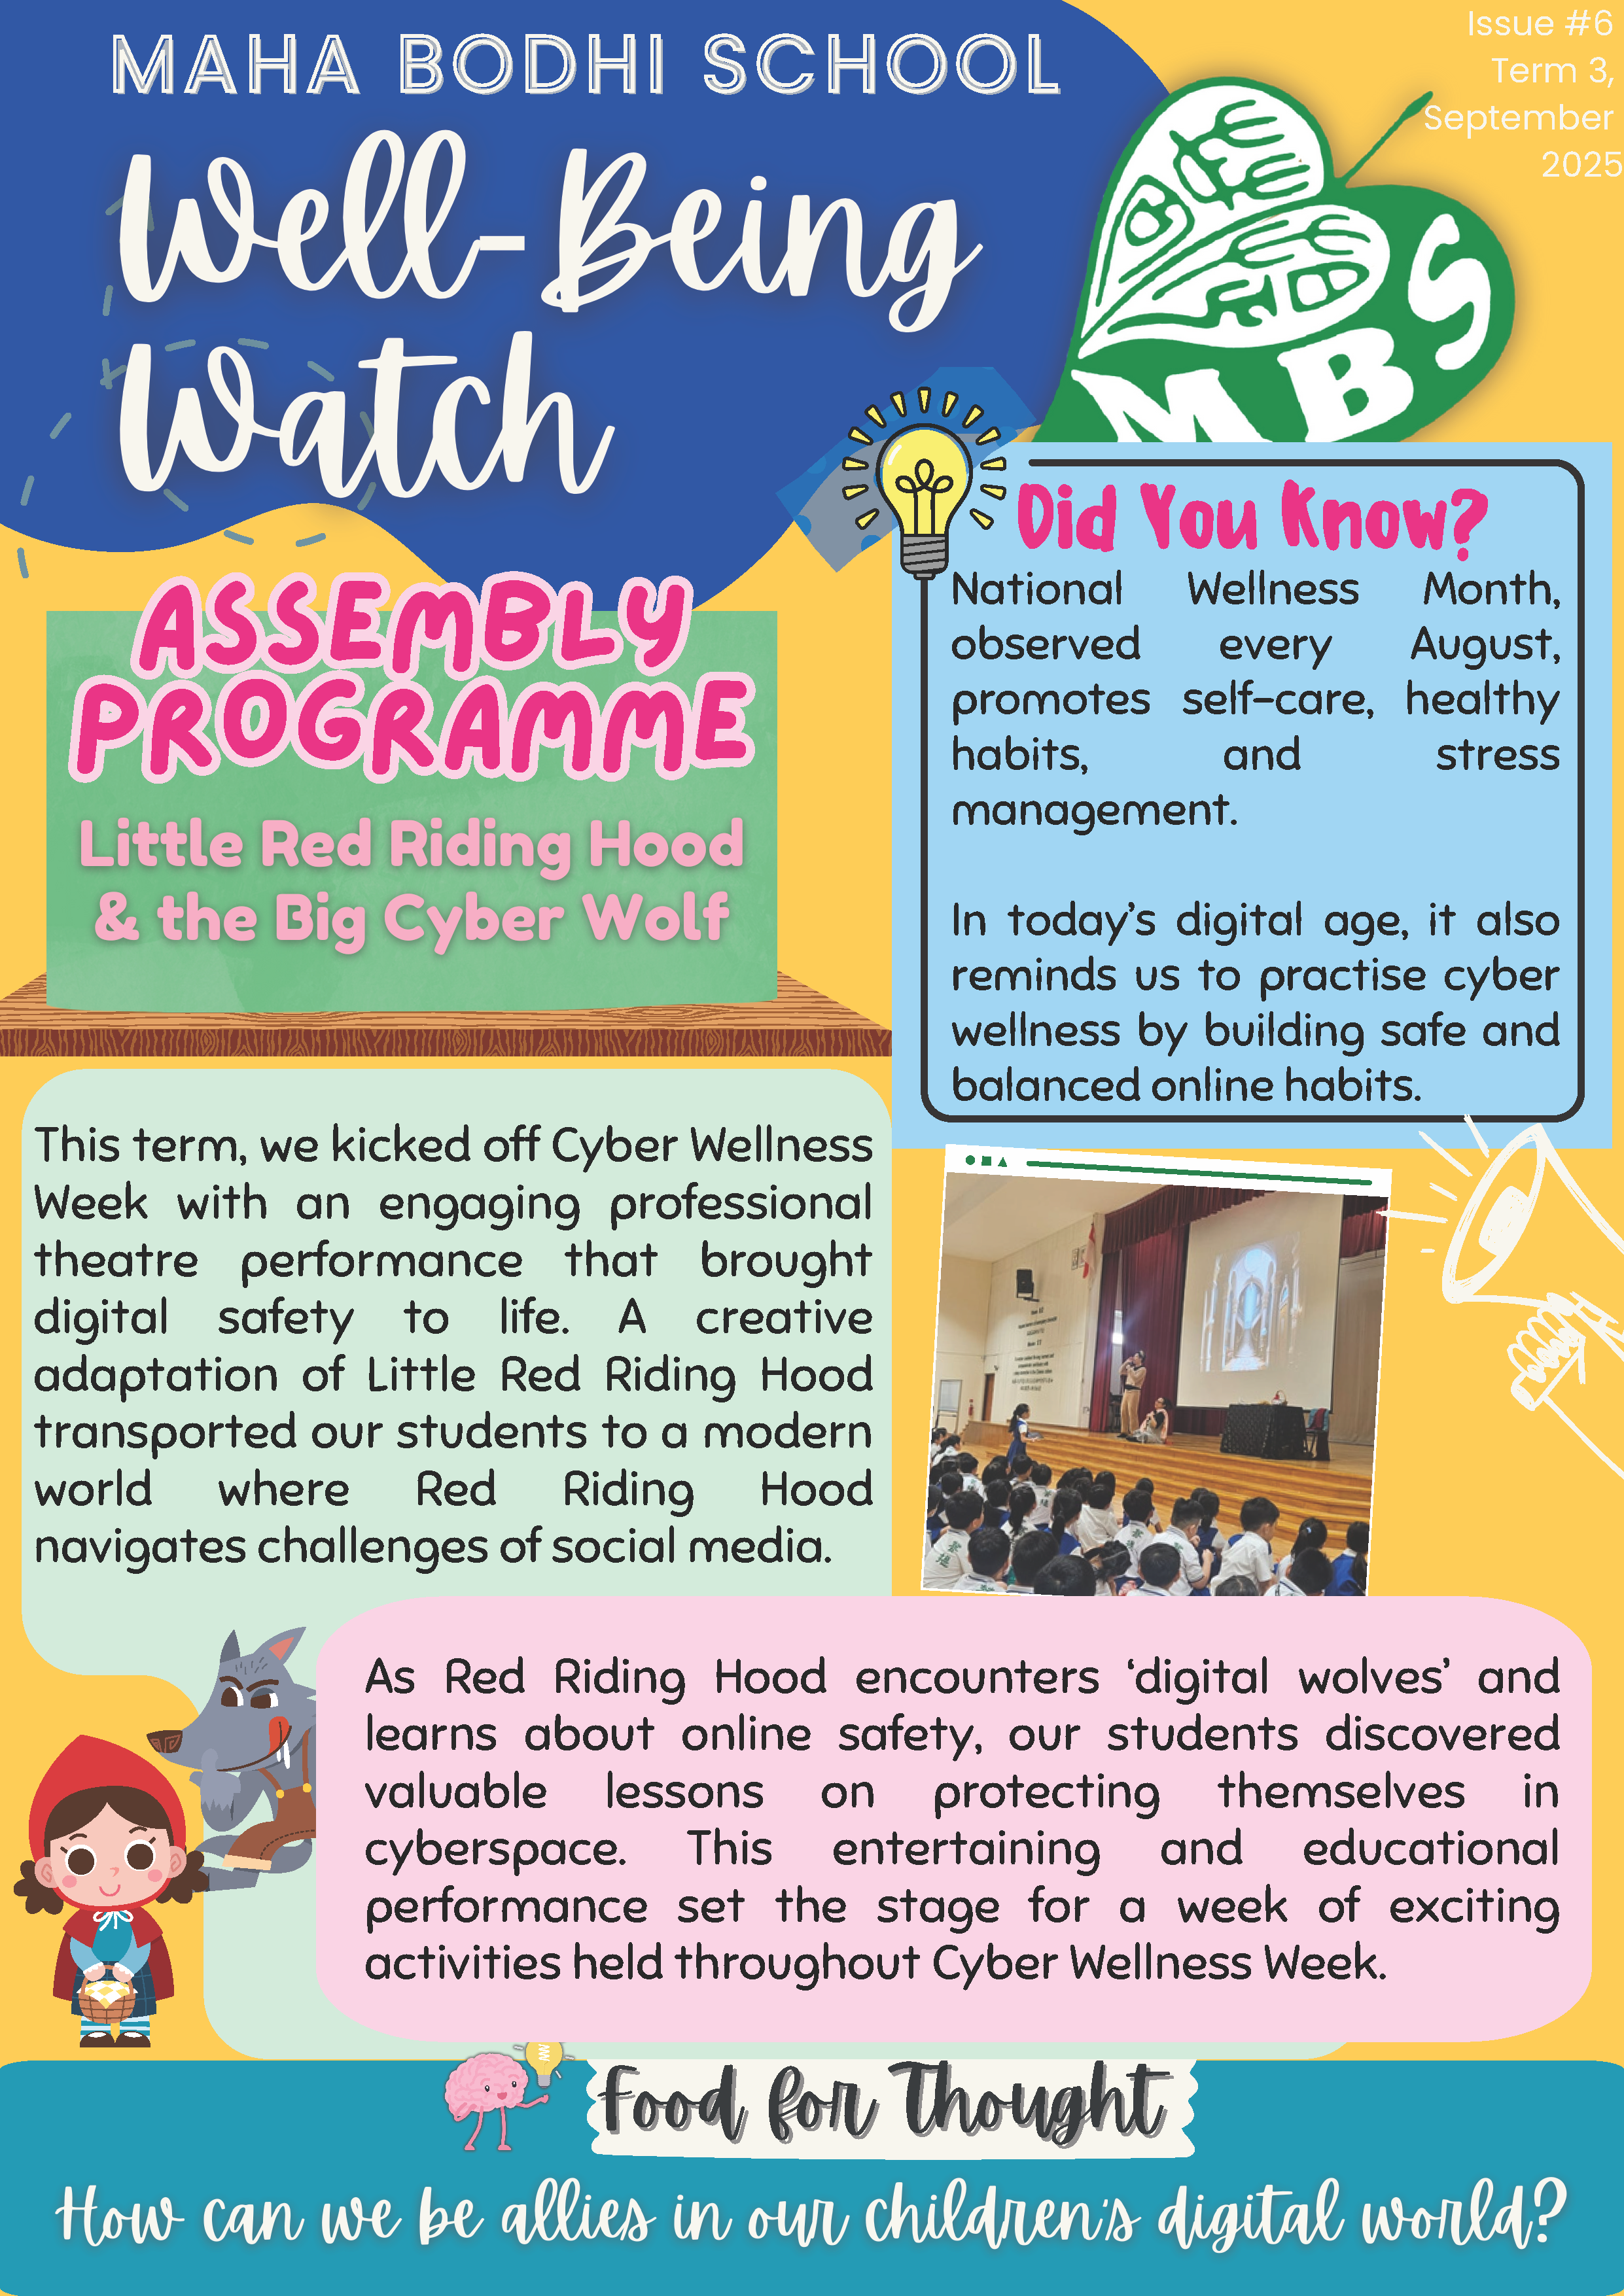 MAHA BODHI SCHOOL
Well-Being
Watch
Issue #6
Term 3,
September
2025
MBS
Did You Know?
National Wellness Month,
observed every August,
promotes self-care, healthy
habits, and stress
management.
In today's digital age, it also
reminds us to practise cyber
wellness by building safe and
balanced online habits.
ASSEMBLY
PROGRAMME
Little Red Riding Hood
& the Big Cyber Wolf
This term, we kicked off Cyber Wellness
Week with an engaging professional
theatre performance that brought
digital safety to life. A creative
adaptation of Little Red Riding Hood
transported our students to a modern
world where Red Riding Hood
navigates challenges of social media.
As Red Riding Hood encounters ‘digital wolves’ and
learns about online safety, our students discovered
valuable lessons on protecting themselves in
cyberspace. This entertaining and educational
performance set the stage for a week of exciting
activities held throughout Cyber Wellness Week.
Food for Thought
How can we be allies in our children's digital world?